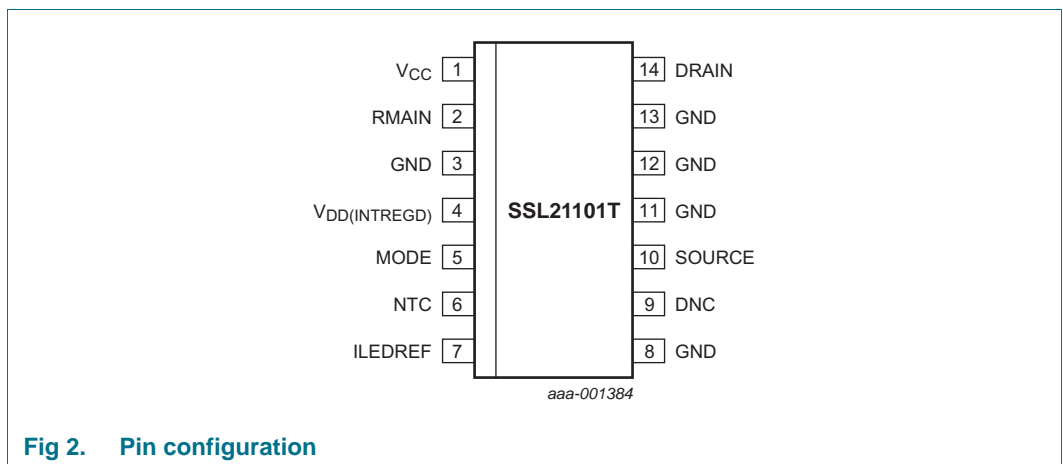 VCC 1 14 DRAIN
RMAIN 2 13 GND
GND 3 12 GND
VDD(INTREGD) 4 SSL21101T 11 GND
MODE 5 10 SOURCE
NTC 6 9 DNC
ILEDREF 7 8 GND
aaa-001384
Fig 2. Pin configuration